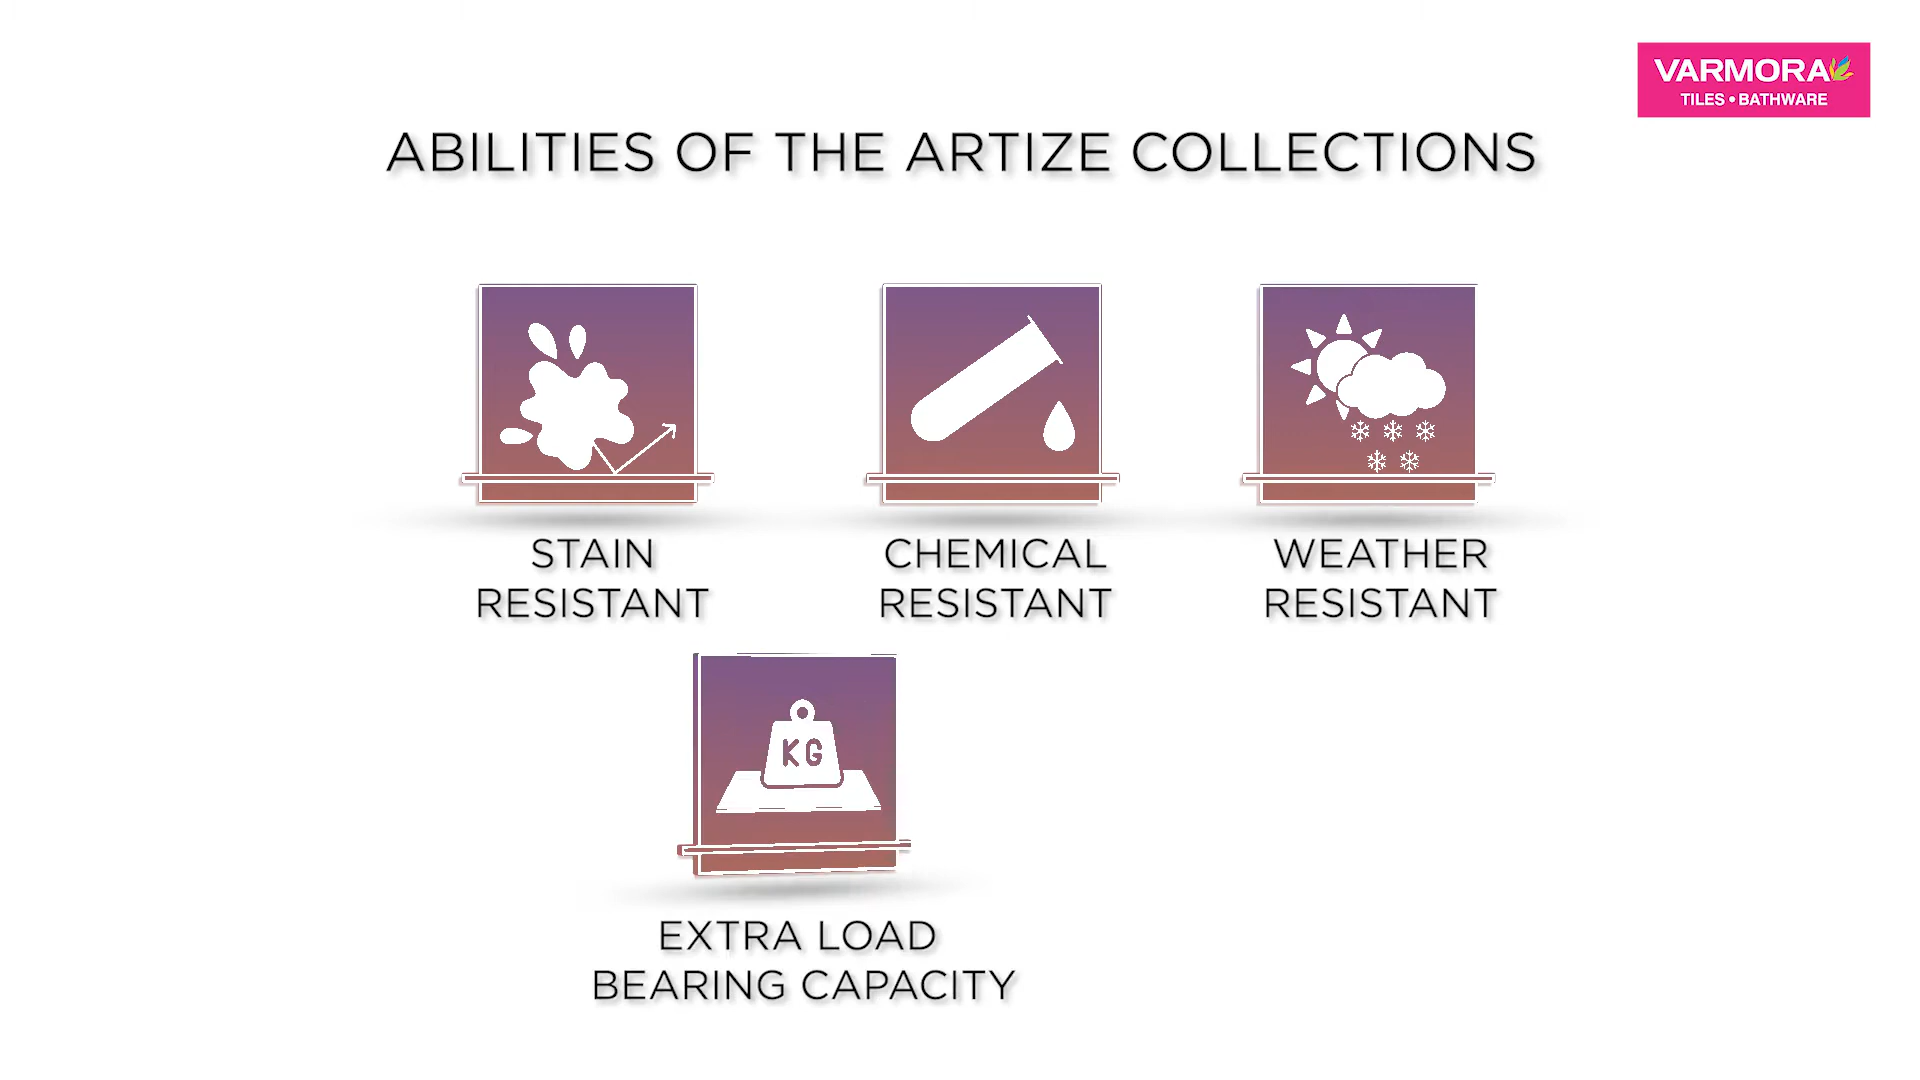 VARMORA
TILES • BATHWARE
ABILITIES OF THE ARTIZE COLLECTIONS
STAIN
RESISTANT
CHEMICAL
RESISTANT
WEATHER
RESISTANT
KG
EXTRA LOAD
BEARING CAPACITY